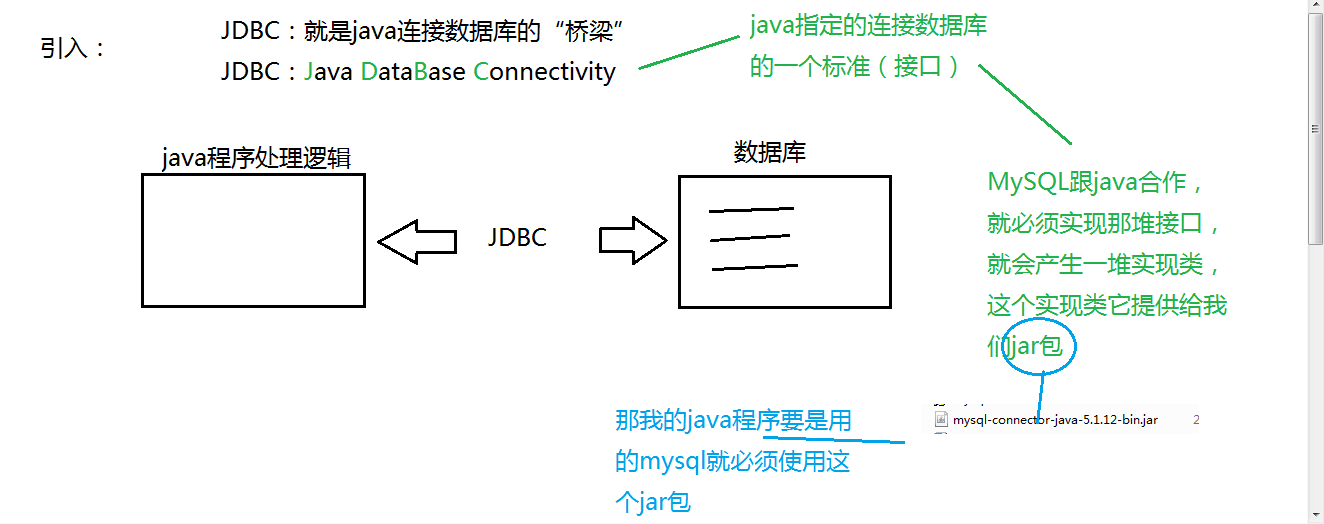 引入：
JDBC：就是java连接数据库的“桥梁”
JDBC：Java DataBase Connectivity
java指定的连接数据库
的一个标准（接口）
java程序处理逻辑
数据库
JDBC
MySQL跟java合作，
就必须实现那堆接口，
就会产生一堆实现类，
这个实现类它提供给我
们jar包
那我的java程序要是用
的mysql就必须使用这
个jar包
mysql-connector-java-5.1.12-bin.jar
2